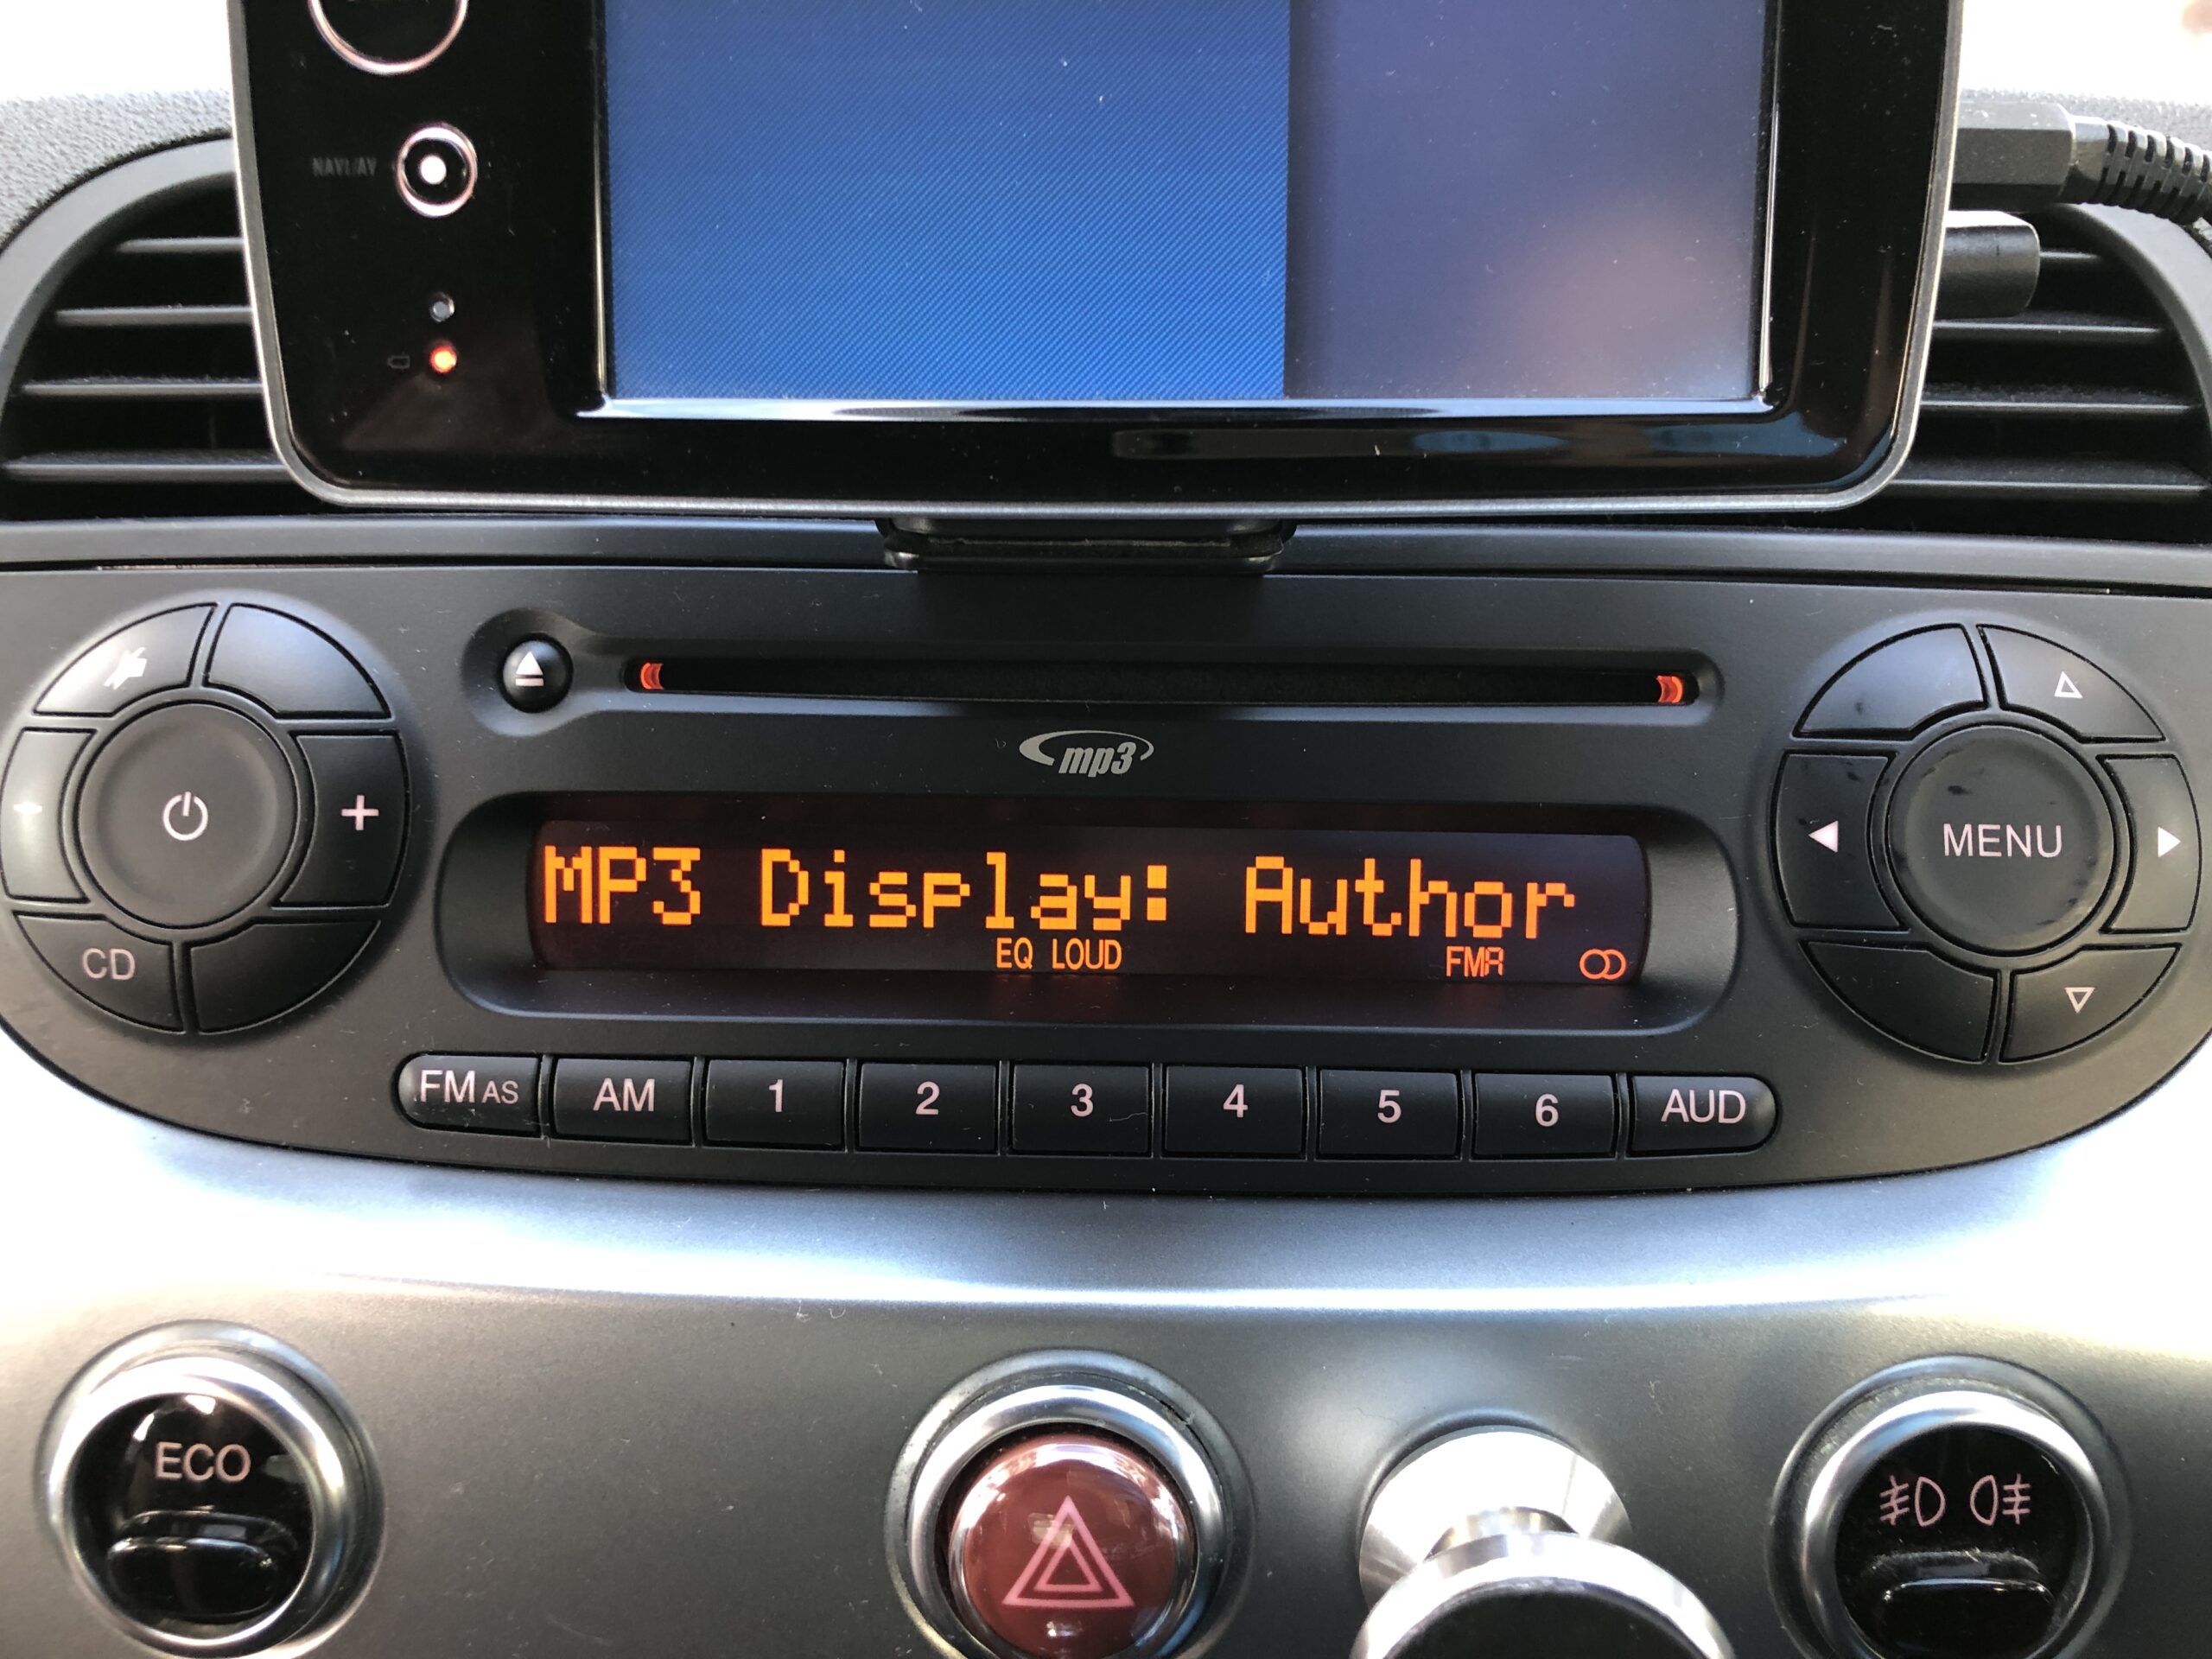 NAVI/AV
mp3
MP3 Display: Author
EQ LOUD FMA
MENU
CD
FM AS AM 1 2 3 4 5 6 AUD
ECO